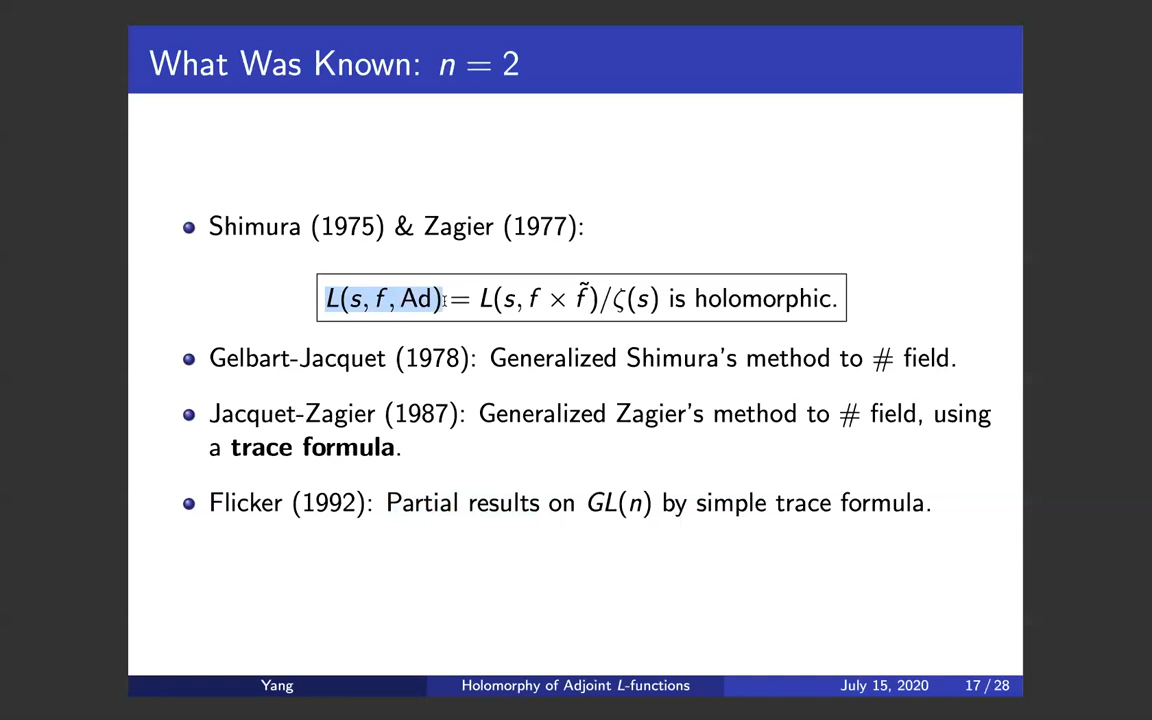 What Was Known: n = 2
Shimura (1975) & Zagier (1977):
L(s, f, Ad) = L(s, f × f̃)/ζ(s) is holomorphic.
Gelbart-Jacquet (1978): Generalized Shimura's method to # field.
Jacquet-Zagier (1987): Generalized Zagier's method to # field, using
a trace formula.
Flicker (1992): Partial results on GL(n) by simple trace formula.
Yang Holomorphy of Adjoint L-functions July 15, 2020 17 / 28